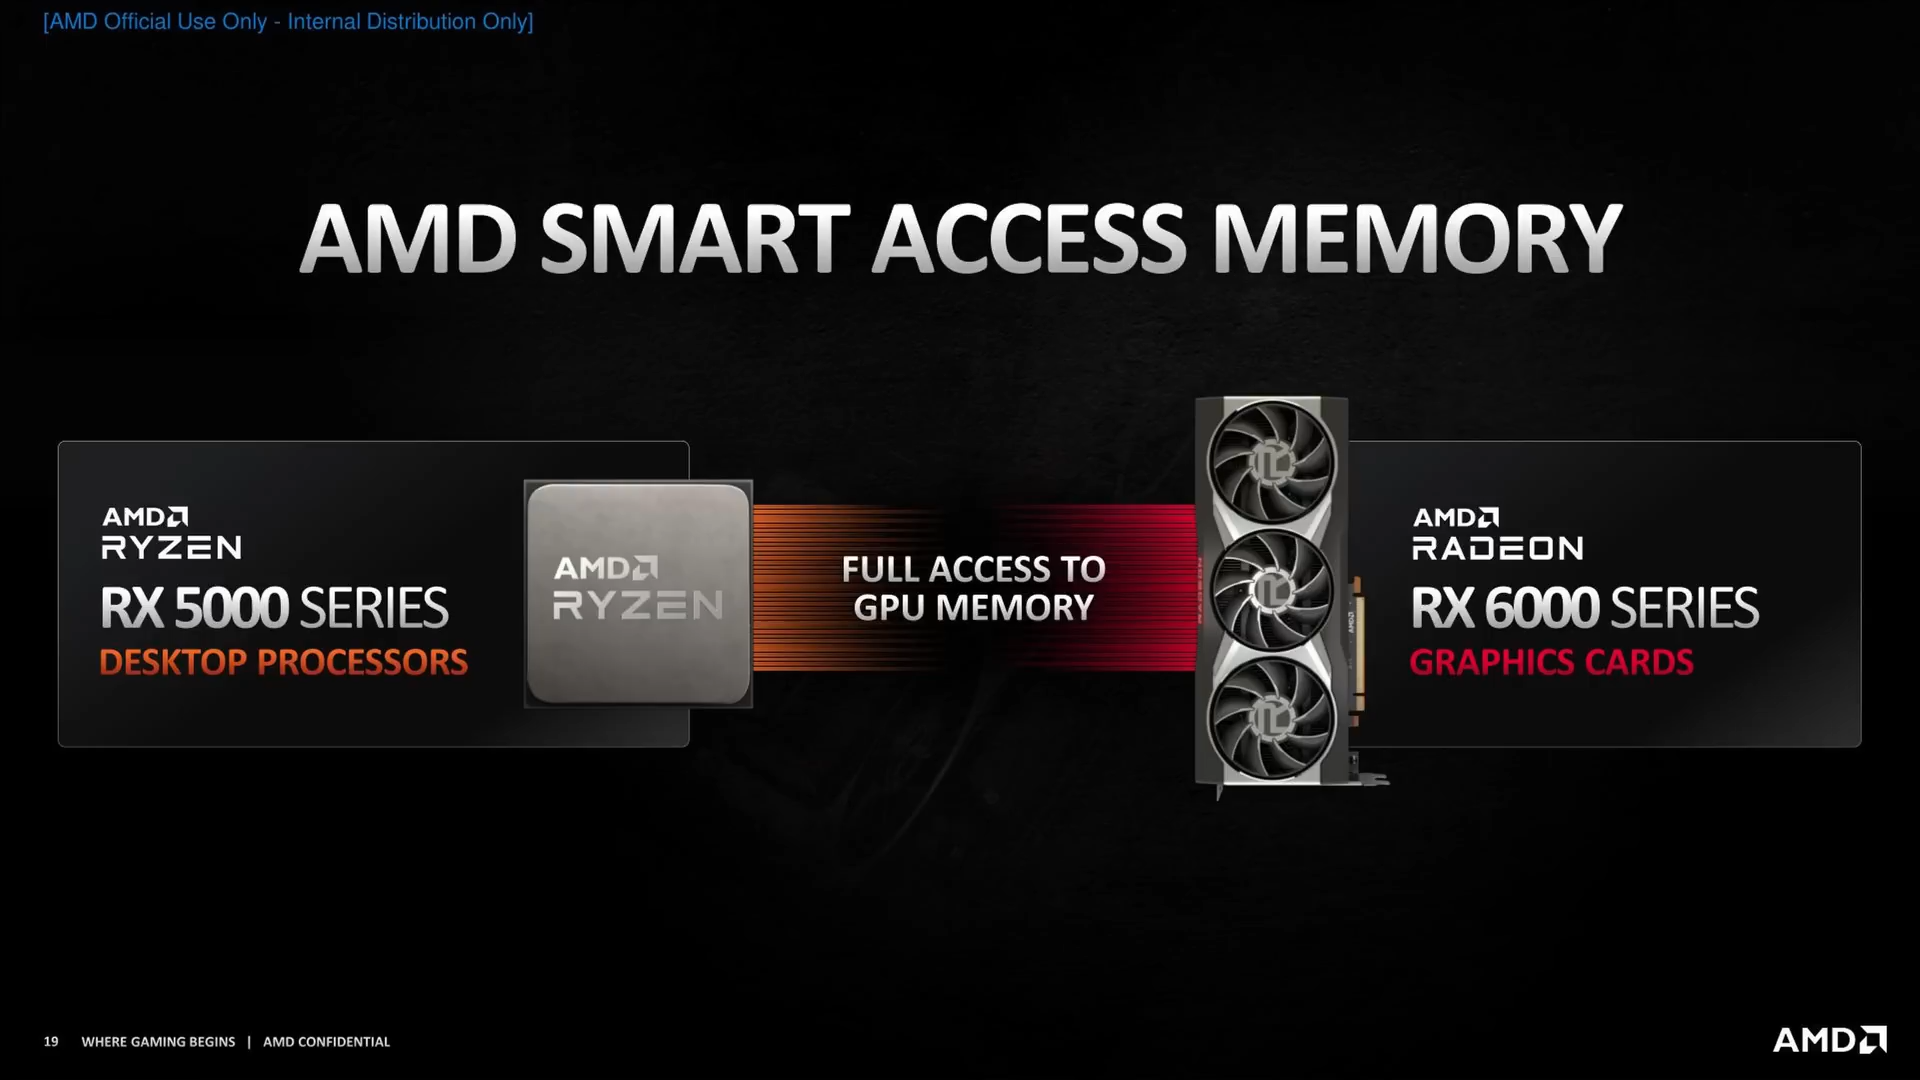 [AMD Official Use Only - Internal Distribution Only]
AMD SMART ACCESS MEMORY
AMD
RYZEN
RX 5000 SERIES
DESKTOP PROCESSORS
AMD
RYZEN
FULL ACCESS TO
GPU MEMORY
AMD
RADEON
RX 6000 SERIES
GRAPHICS CARDS
19 WHERE GAMING BEGINS | AMD CONFIDENTIAL
AMD